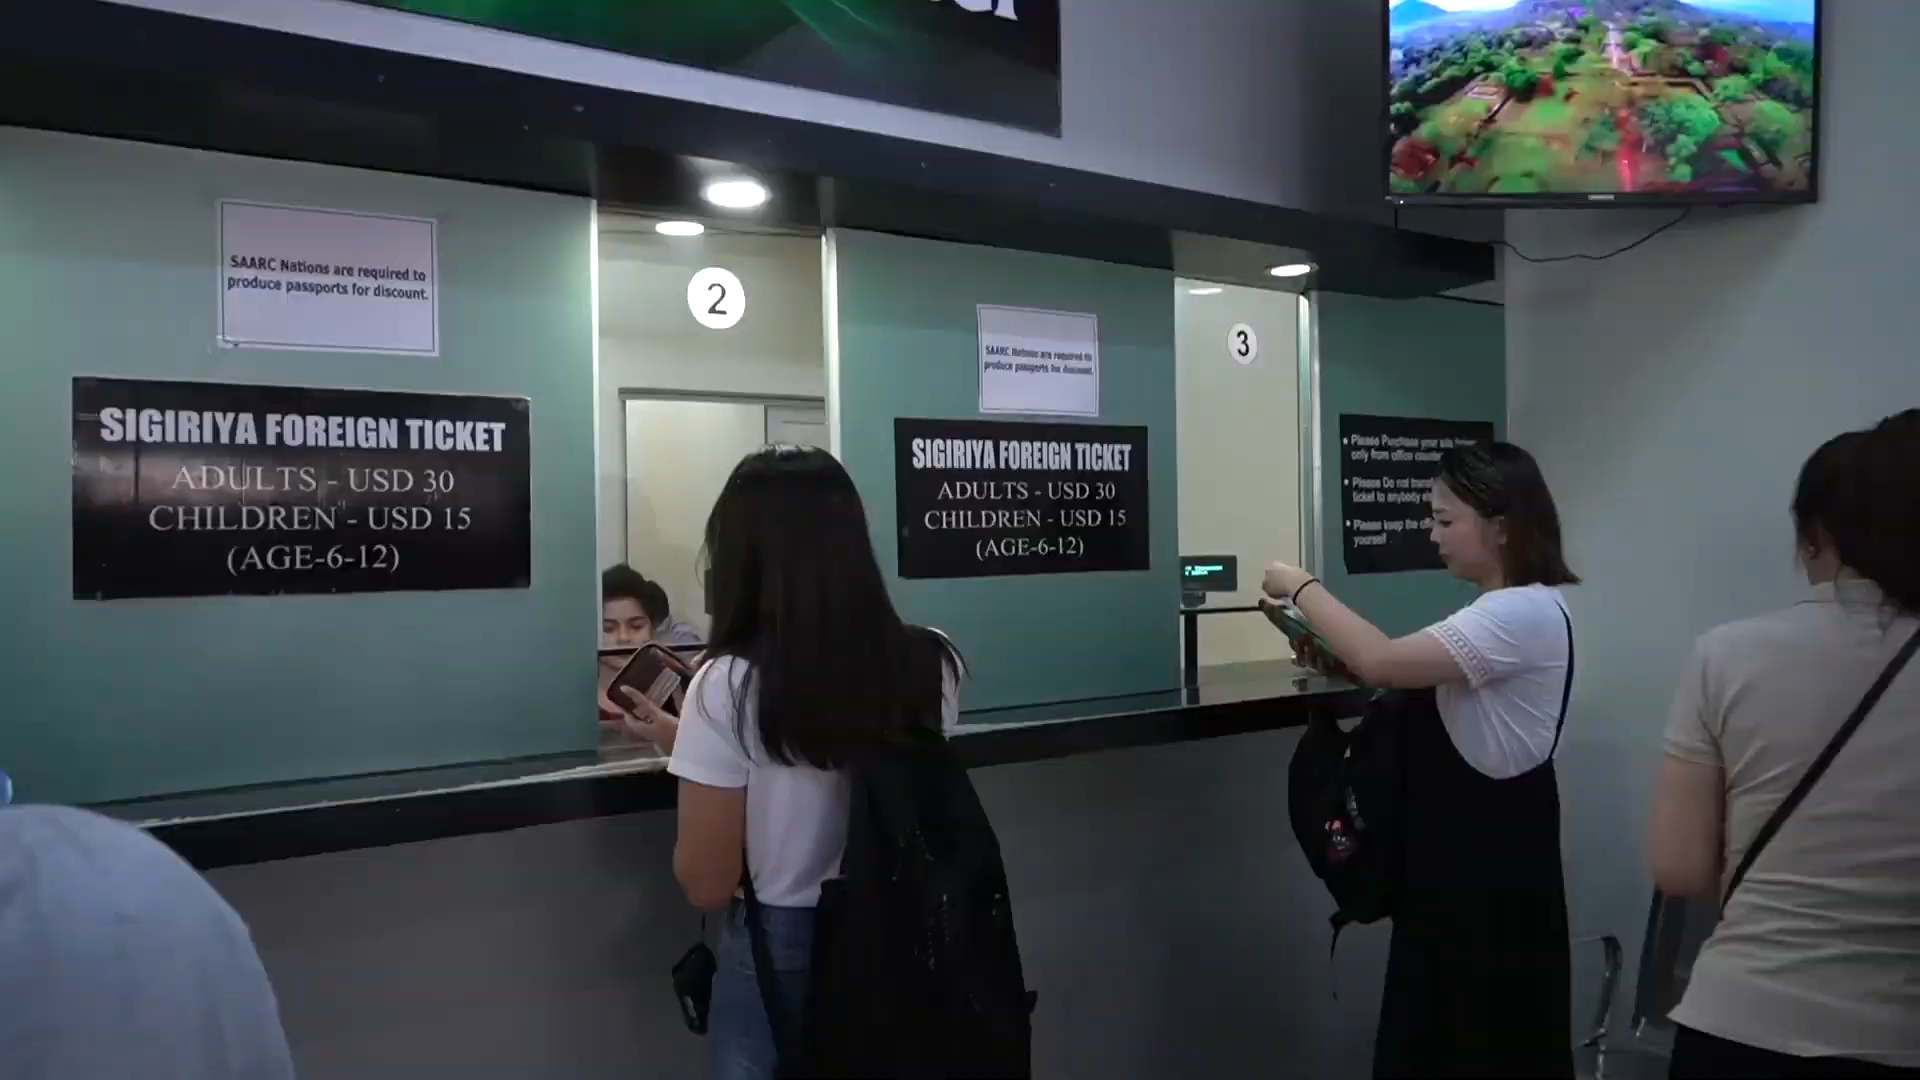 SAARC Nations are required to
produce passports for discount.
SIGIRIYA FOREIGN TICKET
ADULTS - USD 30
CHILDREN - USD 15
(AGE-6-12)
2
SAARC Nations are required to
produce passports for discount.
SIGIRIYA FOREIGN TICKET
ADULTS - USD 30
CHILDREN - USD 15
(AGE-6-12)
3
• Please Purchase your
only from office
• Please Do not
ticket to anybody
• Please keep the
yourself